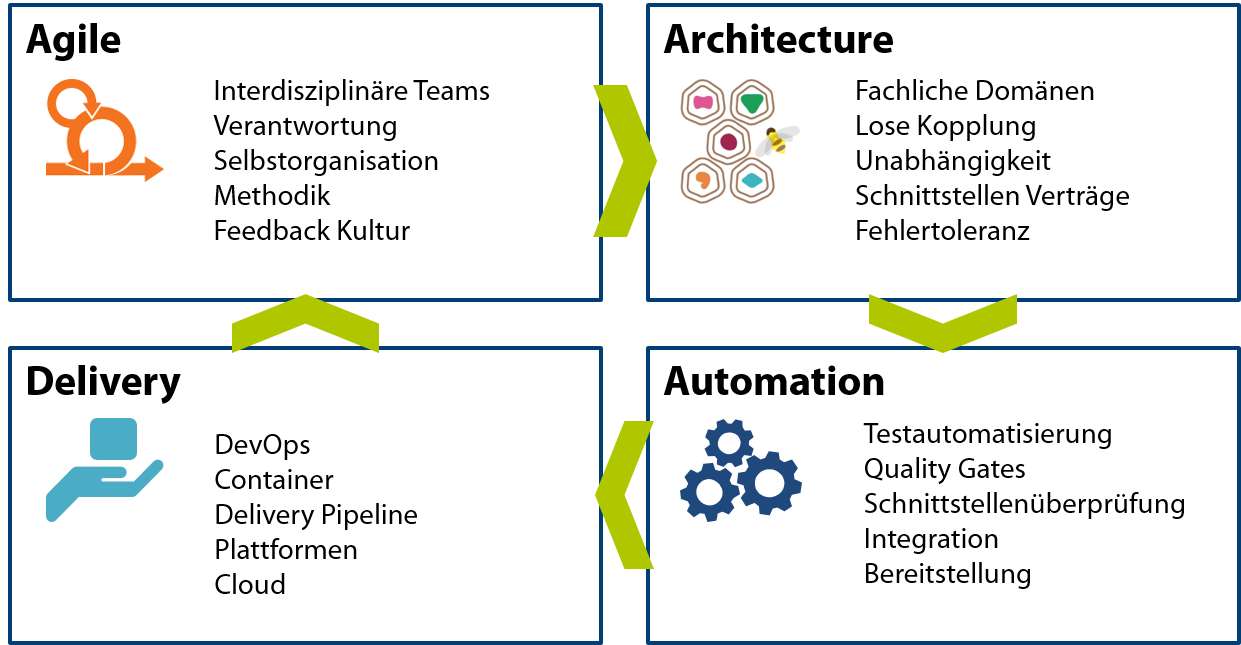 Agile
Interdisziplinäre Teams
Verantwortung
Selbstorganisation
Methodik
Feedback Kultur
Architecture
Fachliche Domänen
Lose Kopplung
Unabhängigkeit
Schnittstellen Verträge
Fehlertoleranz
Delivery
DevOps
Container
Delivery Pipeline
Plattformen
Cloud
Automation
Testautomatisierung
Quality Gates
Schnittstellenüberprüfung
Integration
Bereitstellung